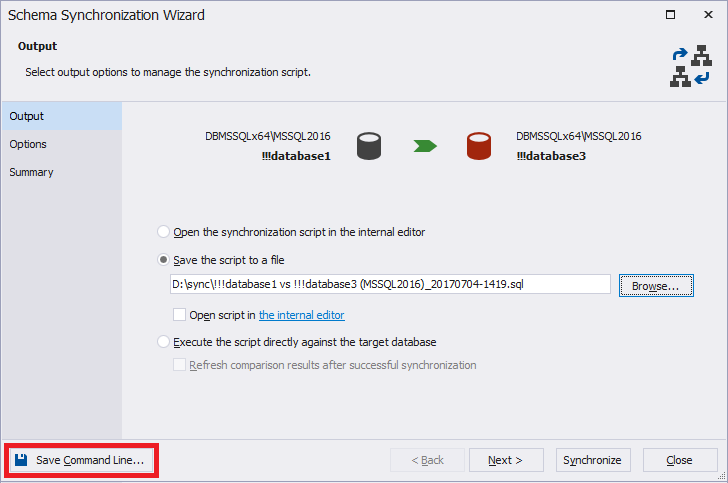 Schema Synchronization Wizard
Output
Select output options to manage the synchronization script.
Output
Options
Summary
DBMSSQLx64\MSSQL2016
!!!database1
DBMSSQLx64\MSSQL2016
!!!database3
Open the synchronization script in the internal editor
Save the script to a file
D:\sync\!!!database1 vs !!!database3 (MSSQL2016)_20170704-1419.sql
Browse...
Open script in the internal editor
Execute the script directly against the target database
Refresh comparison results after successful synchronization
Save Command Line...
< Back
Next >
Synchronize
Close